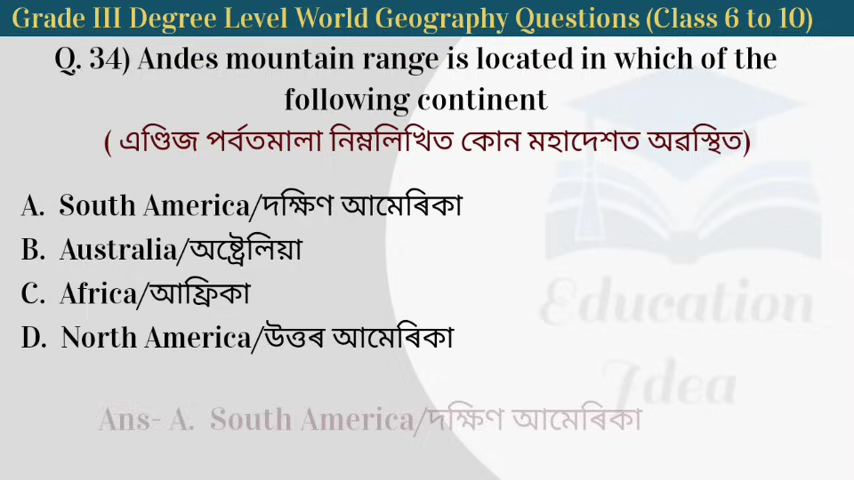 Grade III Degree Level World Geography Questions (Class 6 to 10)
Q. 34) Andes mountain range is located in which of the
following continent
( এণ্ডিজ পৰ্বতমালা নিম্নলিখিত কোন মহাদেশত অৱস্থিত)
A. South America/দক্ষিণ আমেৰিকা
B. Australia/অষ্ট্ৰেলিয়া
C. Africa/আফ্ৰিকা
D. North America/উত্তৰ আমেৰিকা
Education
Idea
Ans- A. South America/দক্ষিণ আমেৰিকা